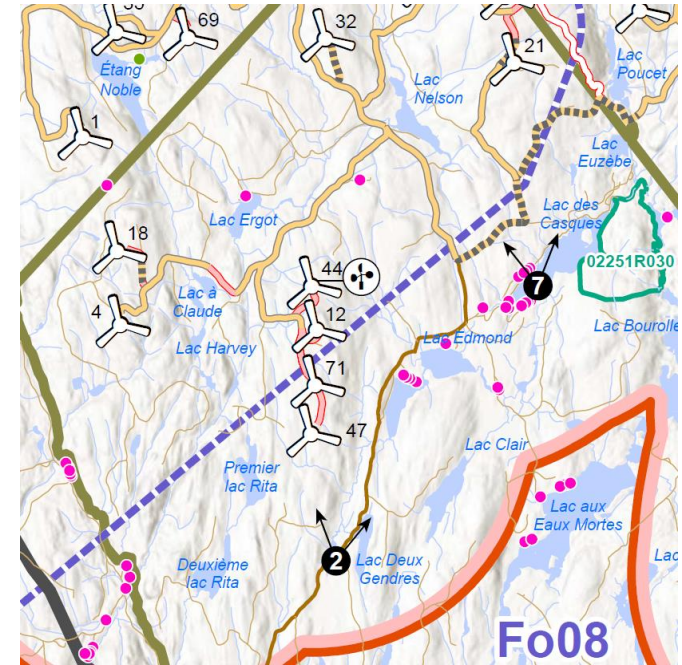 69
32
21
Étang
Noble
Lac
Nelson
Lac
Poucet
1
Lac
Euzèbe
Lac Ergot
Lac des
Casques
18
02251R030
44
7
Lac à
Claude
4
12
Lac Bourolle
Lac Harvey
Lac Edmond
71
47
Lac Clair
Premier
lac Rita
Lac aux
Eaux Mortes
2
Lac Deux
Gendres
Deuxième
lac Rita
Lac
Fo08